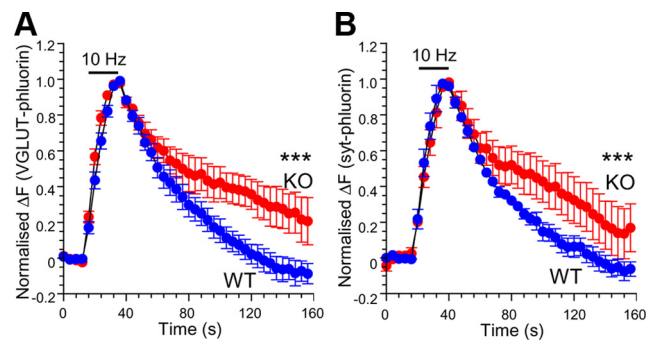 A
Normalised ΔF (VGLUT-phluorin)
1.2
1.0
0.8
0.6
0.4
0.2
0
-0.2
10 Hz
***
KO
WT
0 40 80 120 160
Time (s)
B
Normalised ΔF (syt-phluorin)
1.2
1.0
0.8
0.6
0.4
0.2
0
-0.2
10 Hz
***
KO
WT
0 40 80 120 160
Time (s)